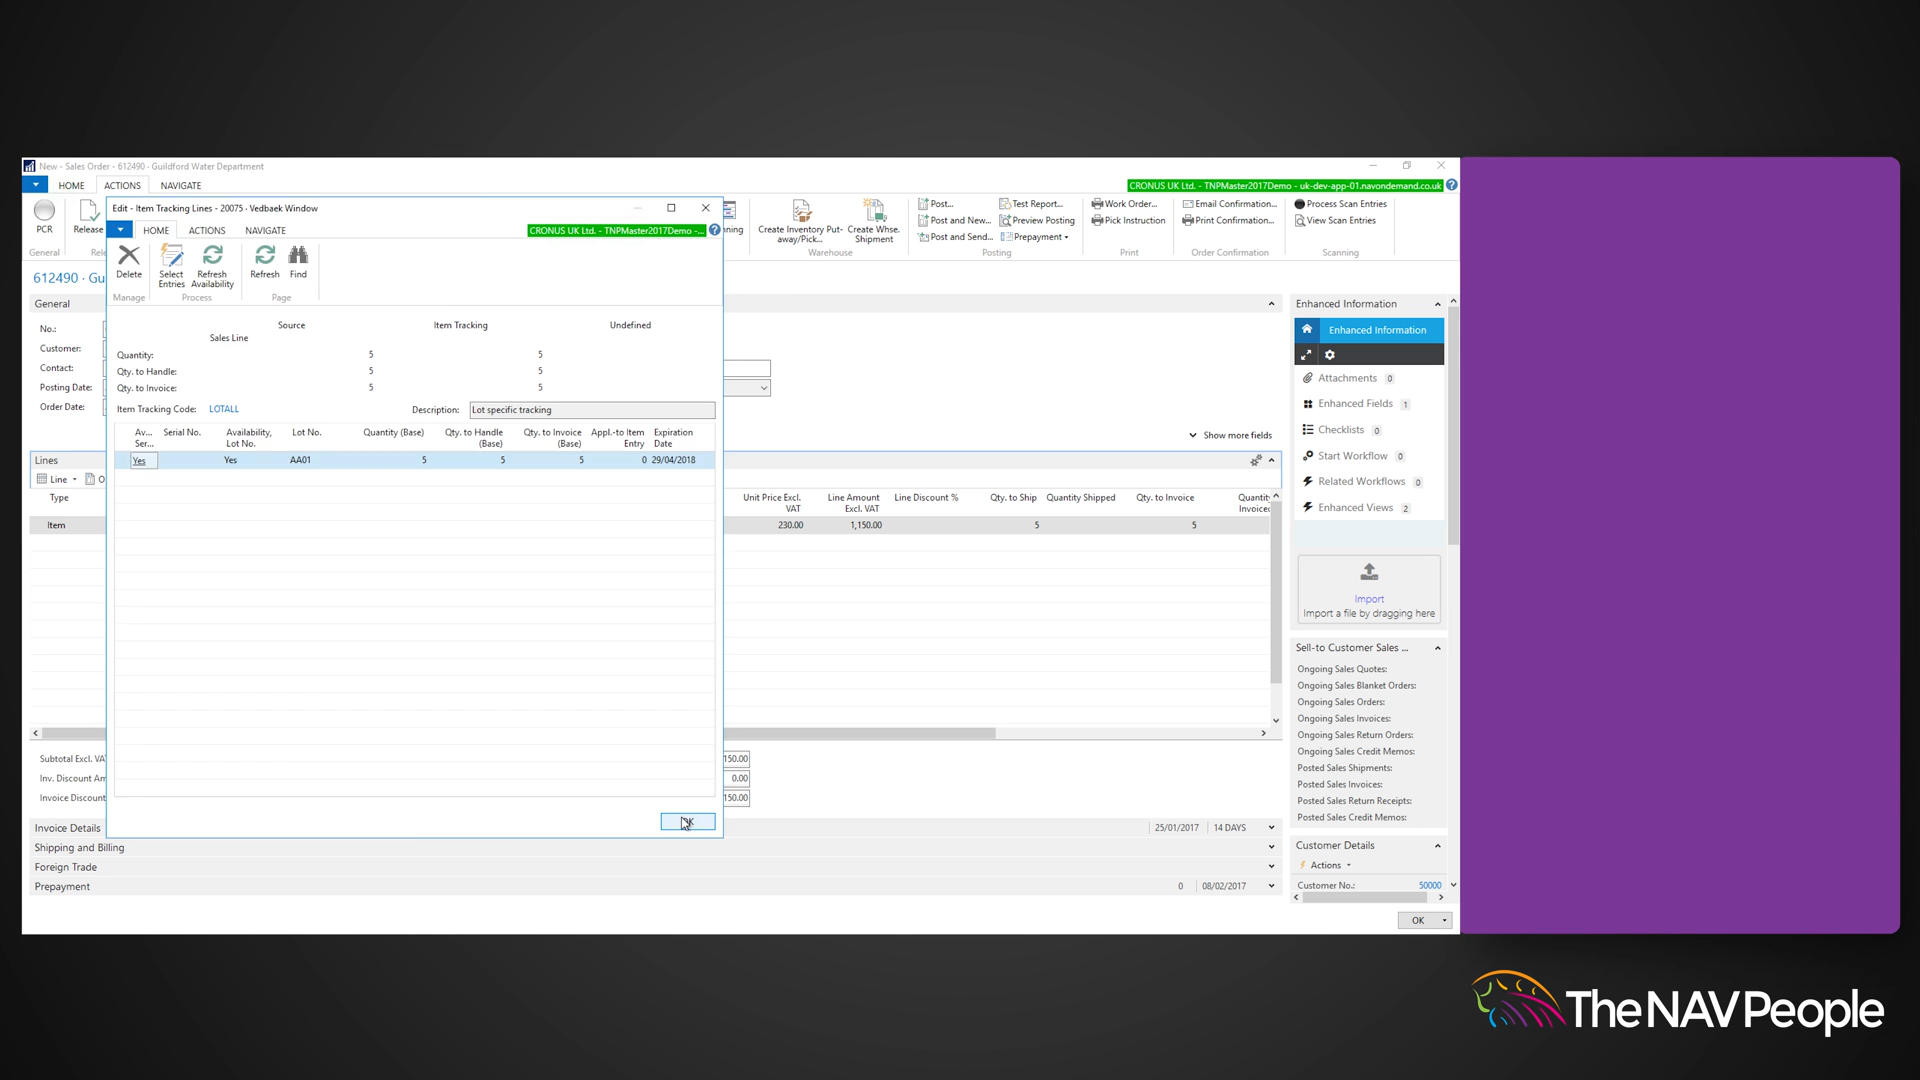 New - Sales Order - 612490 · Guildford Water Department
HOME ACTIONS NAVIGATE
CRONUS UK Ltd. - TNPMaster2017Demo - uk-dev-app-01.navondemand.co.uk
PCR
General
Release
Create Inventory Put-away/Pick...
Create Whse. Shipment
Warehouse
Post...
Post and New...
Post and Send...
Test Report...
Preview Posting
Prepayment
Posting
Work Order...
Pick Instruction
Print
Email Confirmation...
Print Confirmation...
Order Confirmation
Process Scan Entries
View Scan Entries
Scanning
Edit - Item Tracking Lines - 20075 · Vedbaek Window
HOME ACTIONS NAVIGATE
CRONUS UK Ltd. - TNPMaster2017Demo -...
Delete
Manage
Select Entries
Refresh Availability
Process
Refresh
Find
Page
Source Item Tracking Undefined
Sales Line
Quantity: 5 5
Qty. to Handle: 5 5
Qty. to Invoice: 5 5
Item Tracking Code: LOTALL Description: Lot specific tracking
Av... Ser... Serial No. Availability, Lot No. Lot No. Quantity (Base) Qty. to Handle (Base) Qty. to Invoice (Base) Appl.-to Item Entry Expiration Date
Yes Yes AA01 5 5 5 0 29/04/2018
612490 · Gu
General
No.:
Customer:
Contact:
Posting Date:
Order Date:
Show more fields
Lines
Line
Type Unit Price Excl. VAT Line Amount Excl. VAT Line Discount % Qty. to Ship Quantity Shipped Qty. to Invoice Quantity Invoiced
Item 230.00 1,150.00 5 5
Subtotal Excl. VA 150.00
Inv. Discount Am 0.00
Invoice Discount 150.00
Invoice Details 25/01/2017 14 DAYS
Shipping and Billing
Foreign Trade
Prepayment 0 08/02/2017
Enhanced Information
Enhanced Information
Attachments 0
Enhanced Fields 1
Checklists 0
Start Workflow 0
Related Workflows 0
Enhanced Views 2
Import
Import a file by dragging here
Sell-to Customer Sales ...
Ongoing Sales Quotes:
Ongoing Sales Blanket Orders:
Ongoing Sales Orders:
Ongoing Sales Invoices:
Ongoing Sales Return Orders:
Ongoing Sales Credit Memos:
Posted Sales Shipments:
Posted Sales Invoices:
Posted Sales Return Receipts:
Posted Sales Credit Memos:
Customer Details
Actions
Customer No.: 50000
OK
TheNAVPeople